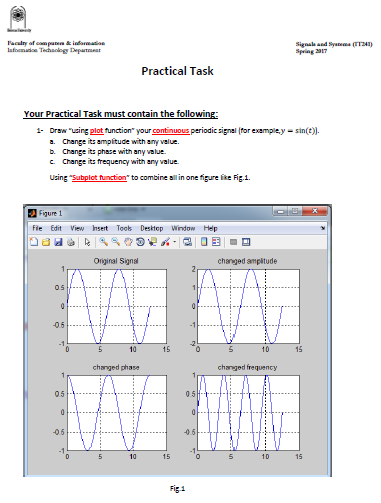 Faculty of computers & information
Signals and Systems (IT241)
Information Technology Department
Spring 2017
Practical Task
Your Practical Task must contain the following:
1- Draw "using plot function" your continuous periodic signal (for example, y = sin(t)).
a. Change its amplitude with any value.
b. Change its phase with any value.
c. Change its frequency with any value.
Using "Subplot function" to combine all in one figure like Fig.1.
Figure 1
File Edit View Insert Tools Desktop Window Help
Original Signal
changed amplitude
1
0.5
0
-0.5
-1
0 5 10 15
2
1
0
-1
-2
0 5 10 15
changed phase
changed frequency
1
0.5
0
-0.5
-1
0 5 10 15
1
0.5
0
-0.5
-1
0 5 10 15
Fig.1